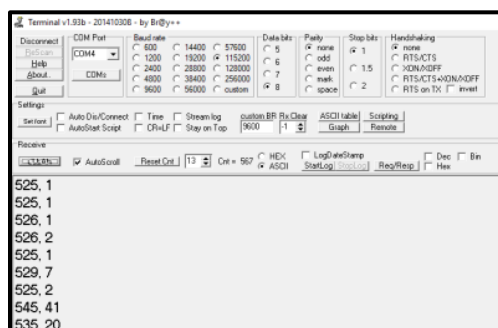 Terminal v1.93b - 20141030B - by Br@y++
Disconnect
ReScan
Help
About..
Quit
COM Port
COM4
COMs
Baud rate
600 14400 57600
1200 19200 115200
2400 28800 128000
4800 38400 256000
9600 56000 custom
Data bits
5
6
7
8
Parity
none
odd
even
mark
space
Stop bits
1
1.5
2
Handshaking
none
RTS/CTS
XON/XOFF
RTS/CTS+XON/XOFF
RTS on TX invert
Settings
Set font
Auto Dis/Connect Time Stream log
AutoStart Script CR=LF Stay on Top
custom BR Rx Clear
9600 -1
ASCII table Scripting
Graph Remote
Receive
CLEAR AutoScroll Reset Cnt 13 Cnt = 567
HEX
ASCII
LogDateStamp
StartLog StopLog Req/Resp
Dec Bin
Hex
525, 1
525, 1
526, 1
526, 2
525, 1
529, 7
525, 2
545, 41
535, 20